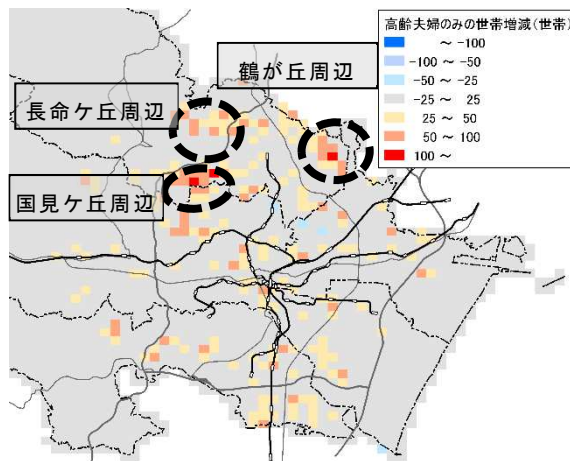 高齢夫婦のみの世帯増減(世帯)
～ -100
-100 ～ -50
-50 ～ -25
-25 ～ 25
25 ～ 50
50 ～ 100
100 ～
鶴が丘周辺
長命ケ丘周辺
国見ケ丘周辺